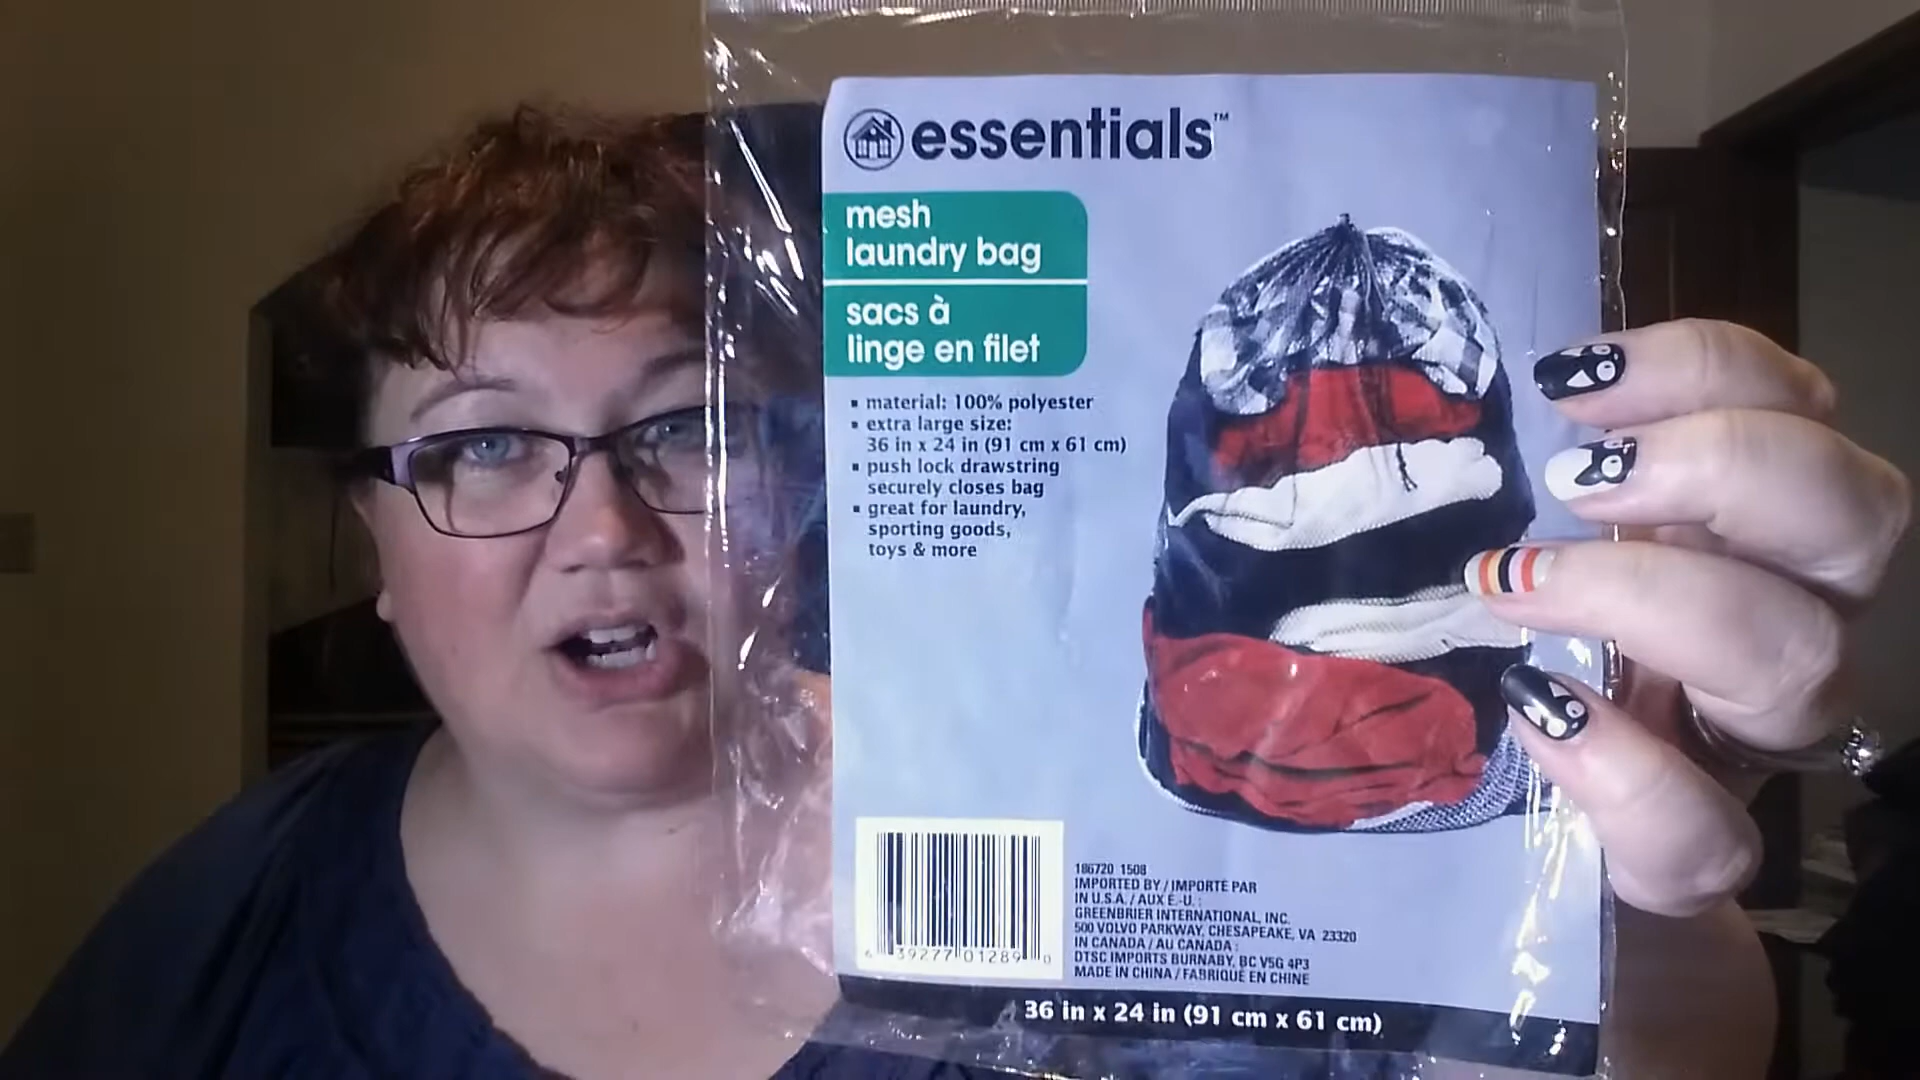 essentials™
mesh
laundry bag
sacs à
linge en filet
▪ material: 100% polyester
▪ extra large size:
36 in x 24 in (91 cm x 61 cm)
▪ push lock drawstring
securely closes bag
▪ great for laundry,
sporting goods,
toys & more
186720 1508
IMPORTED BY / IMPORTÉ PAR
IN U.S.A. / AUX É.-U. :
GREENBRIER INTERNATIONAL, INC.
500 VOLVO PARKWAY, CHESAPEAKE, VA 23320
IN CANADA / AU CANADA :
DTSC IMPORTS BURNABY, BC V5G 4P3
MADE IN CHINA / FABRIQUÉ EN CHINE
6 39277 01289 0
36 in x 24 in (91 cm x 61 cm)